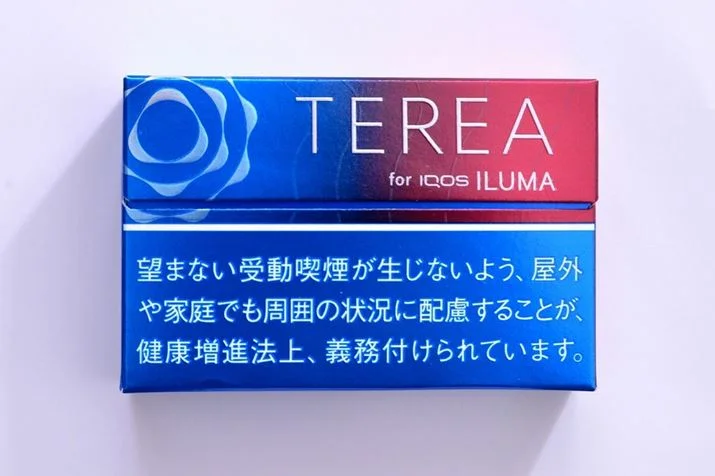 TEREA
for IQOS ILUMA
望まない受動喫煙が生じないよう、屋外
や家庭でも周囲の状況に配慮することが、
健康増進法上、義務付けられています。